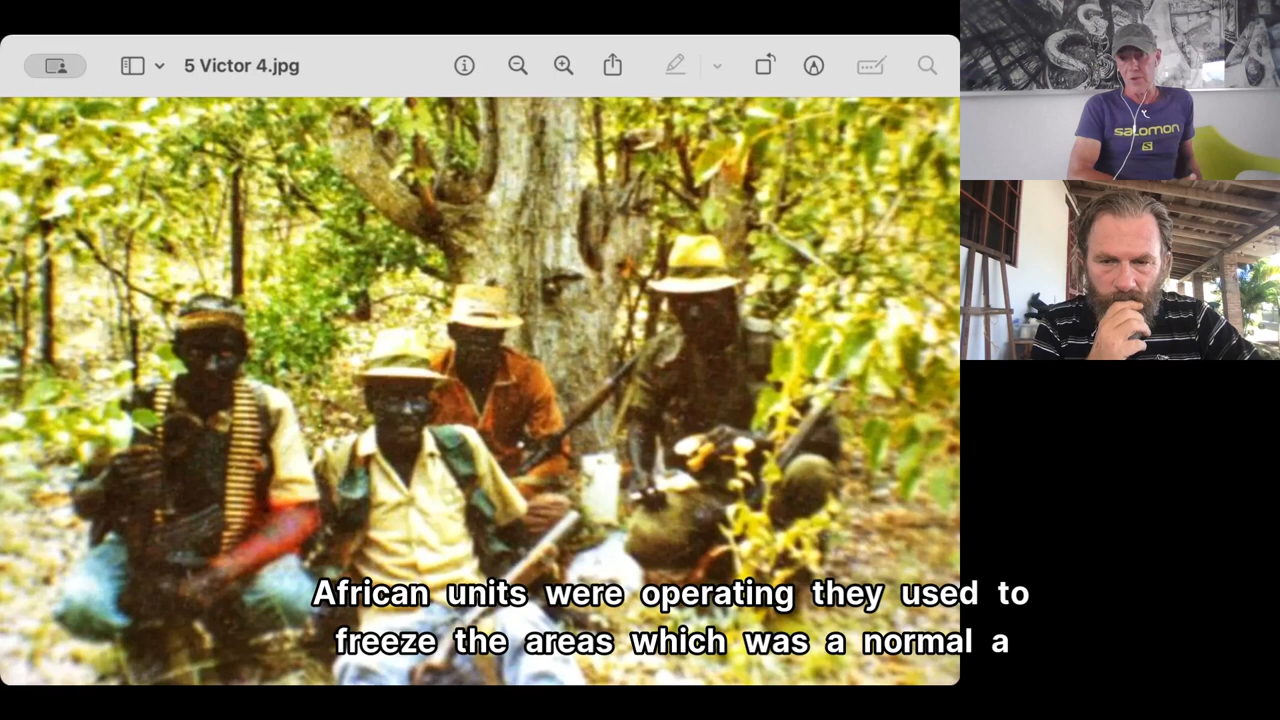 5 Victor 4.jpg
salomon
S
African units were operating they used to
freeze the areas which was a normal a